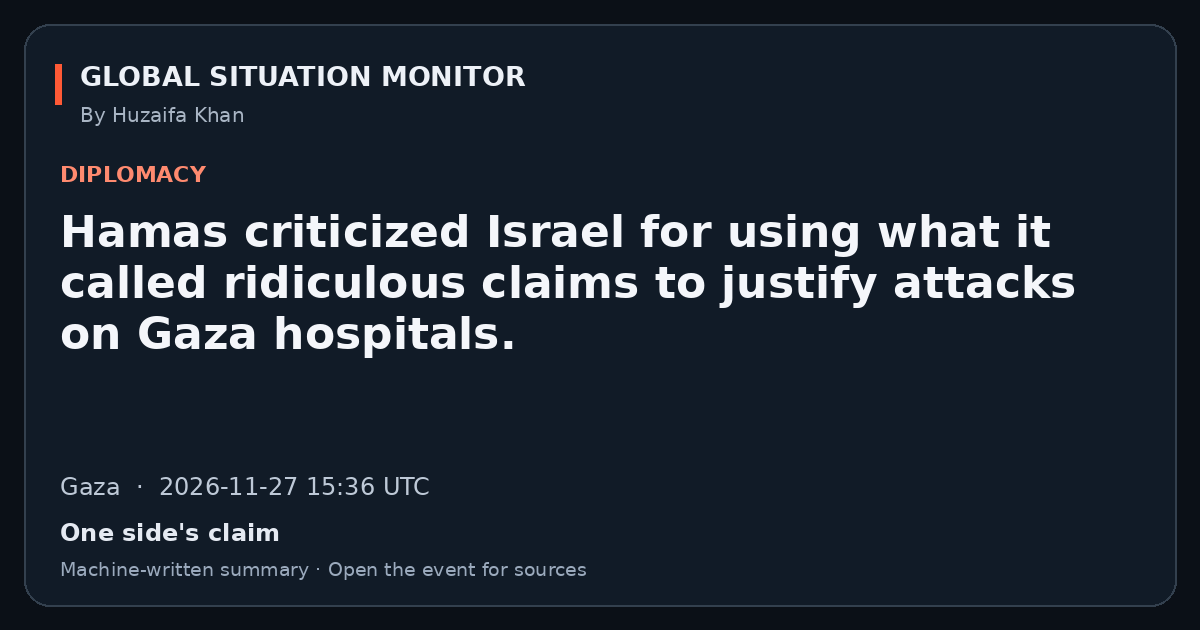 GLOBAL SITUATION MONITOR
By Huzaifa Khan
DIPLOMACY
Hamas criticized Israel for using what it
called ridiculous claims to justify attacks
on Gaza hospitals.
Gaza · 2026-11-27 15:36 UTC
One side's claim
Machine-written summary · Open the event for sources